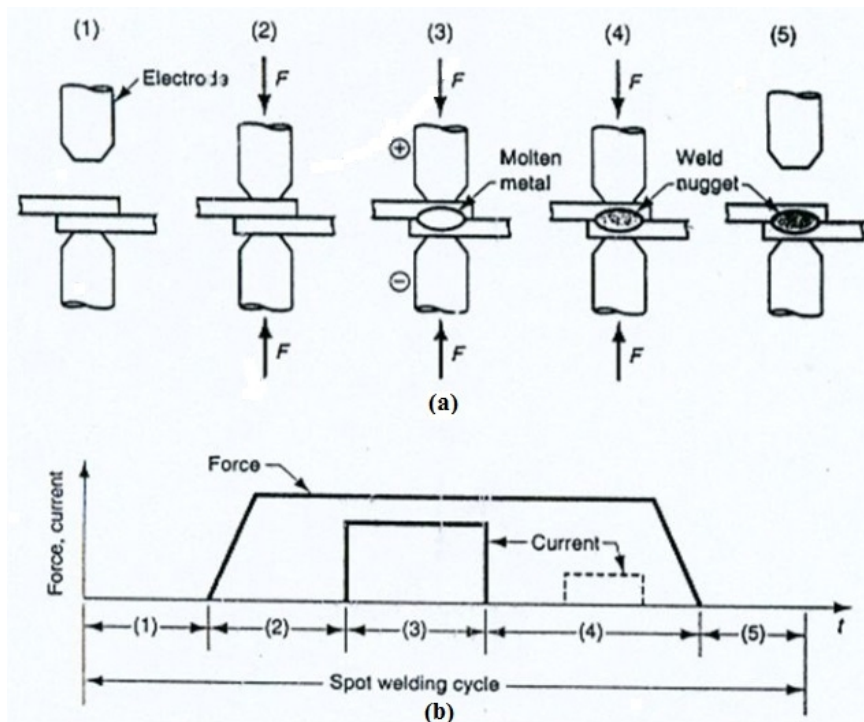 (1) (2) (3) (4) (5)
Electrode
F F F
⊕
Molten metal
Weld nugget
⊖
F F F
(a)
Force, current
Force
Current
(1) (2) (3) (4) (5)
t
Spot welding cycle
(b)